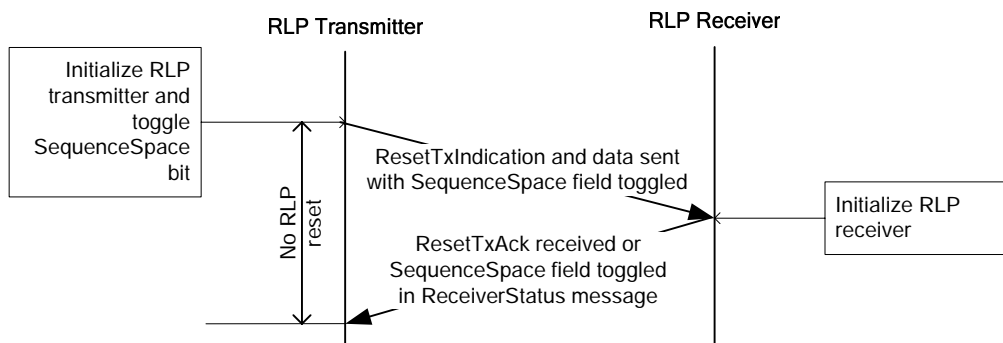 RLP Transmitter
RLP Receiver
Initialize RLP
transmitter and
toggle
SequenceSpace
bit
No RLP
reset
ResetTxIndication and data sent
with SequenceSpace field toggled
Initialize RLP
receiver
ResetTxAck received or
SequenceSpace field toggled
in ReceiverStatus message